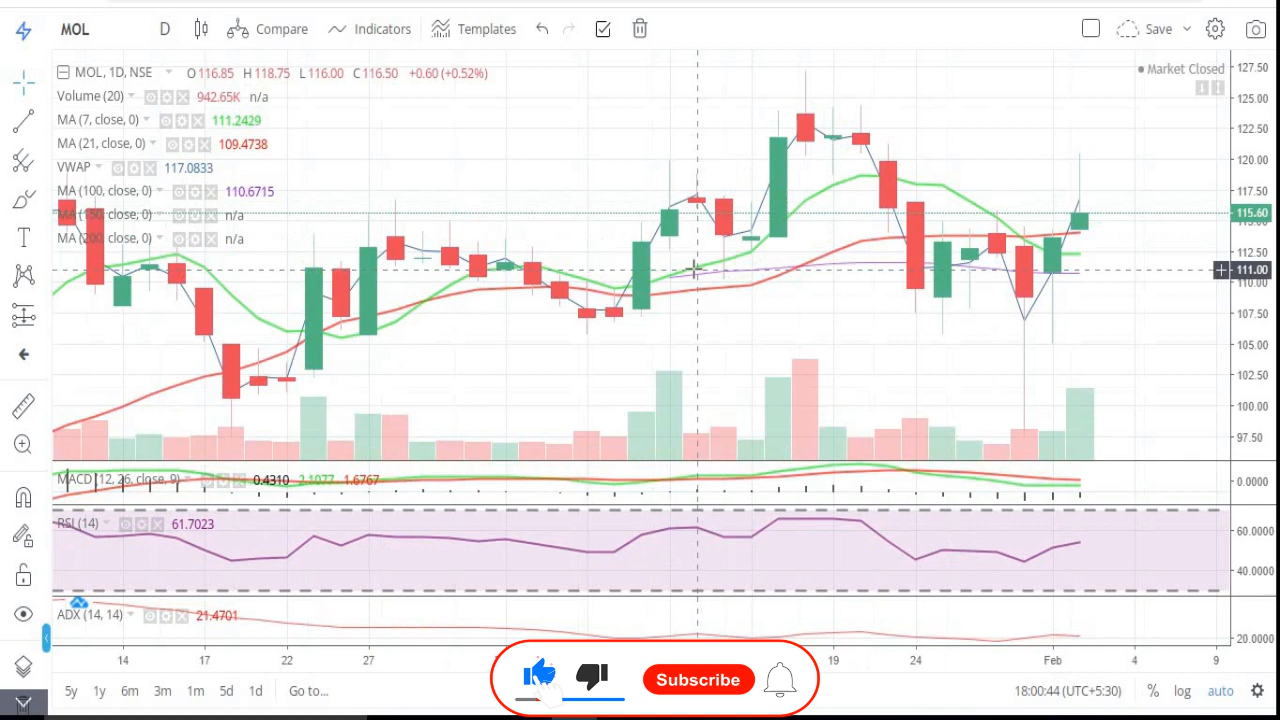 MOL D Compare Indicators Templates Save
MOL, 1D, NSE O116.85 H118.75 L116.00 C116.50 +0.60 (+0.52%)
Market Closed
Volume (20) 942.65K n/a
MA (7, close, 0) 111.2429
MA (21, close, 0) 109.4738
VWAP 117.0833
MA (100, close, 0) 110.6715
MA (150, close, 0) n/a
MA (200, close, 0) n/a
127.50
125.00
122.50
120.00
117.50
115.60
112.50
111.00
110.00
107.50
105.00
102.50
100.00
97.50
MACD (12, 26, close, 9) 0.4310 2.1077 1.6767
0.0000
RSI (14) 61.7023
60.0000
40.0000
ADX (14, 14) 21.4701
20.0000
14 17 22 27 19 24 Feb 4 9
Subscribe
5y 1y 6m 3m 1m 5d 1d Go to... 18:00:44 (UTC+5:30) % log auto